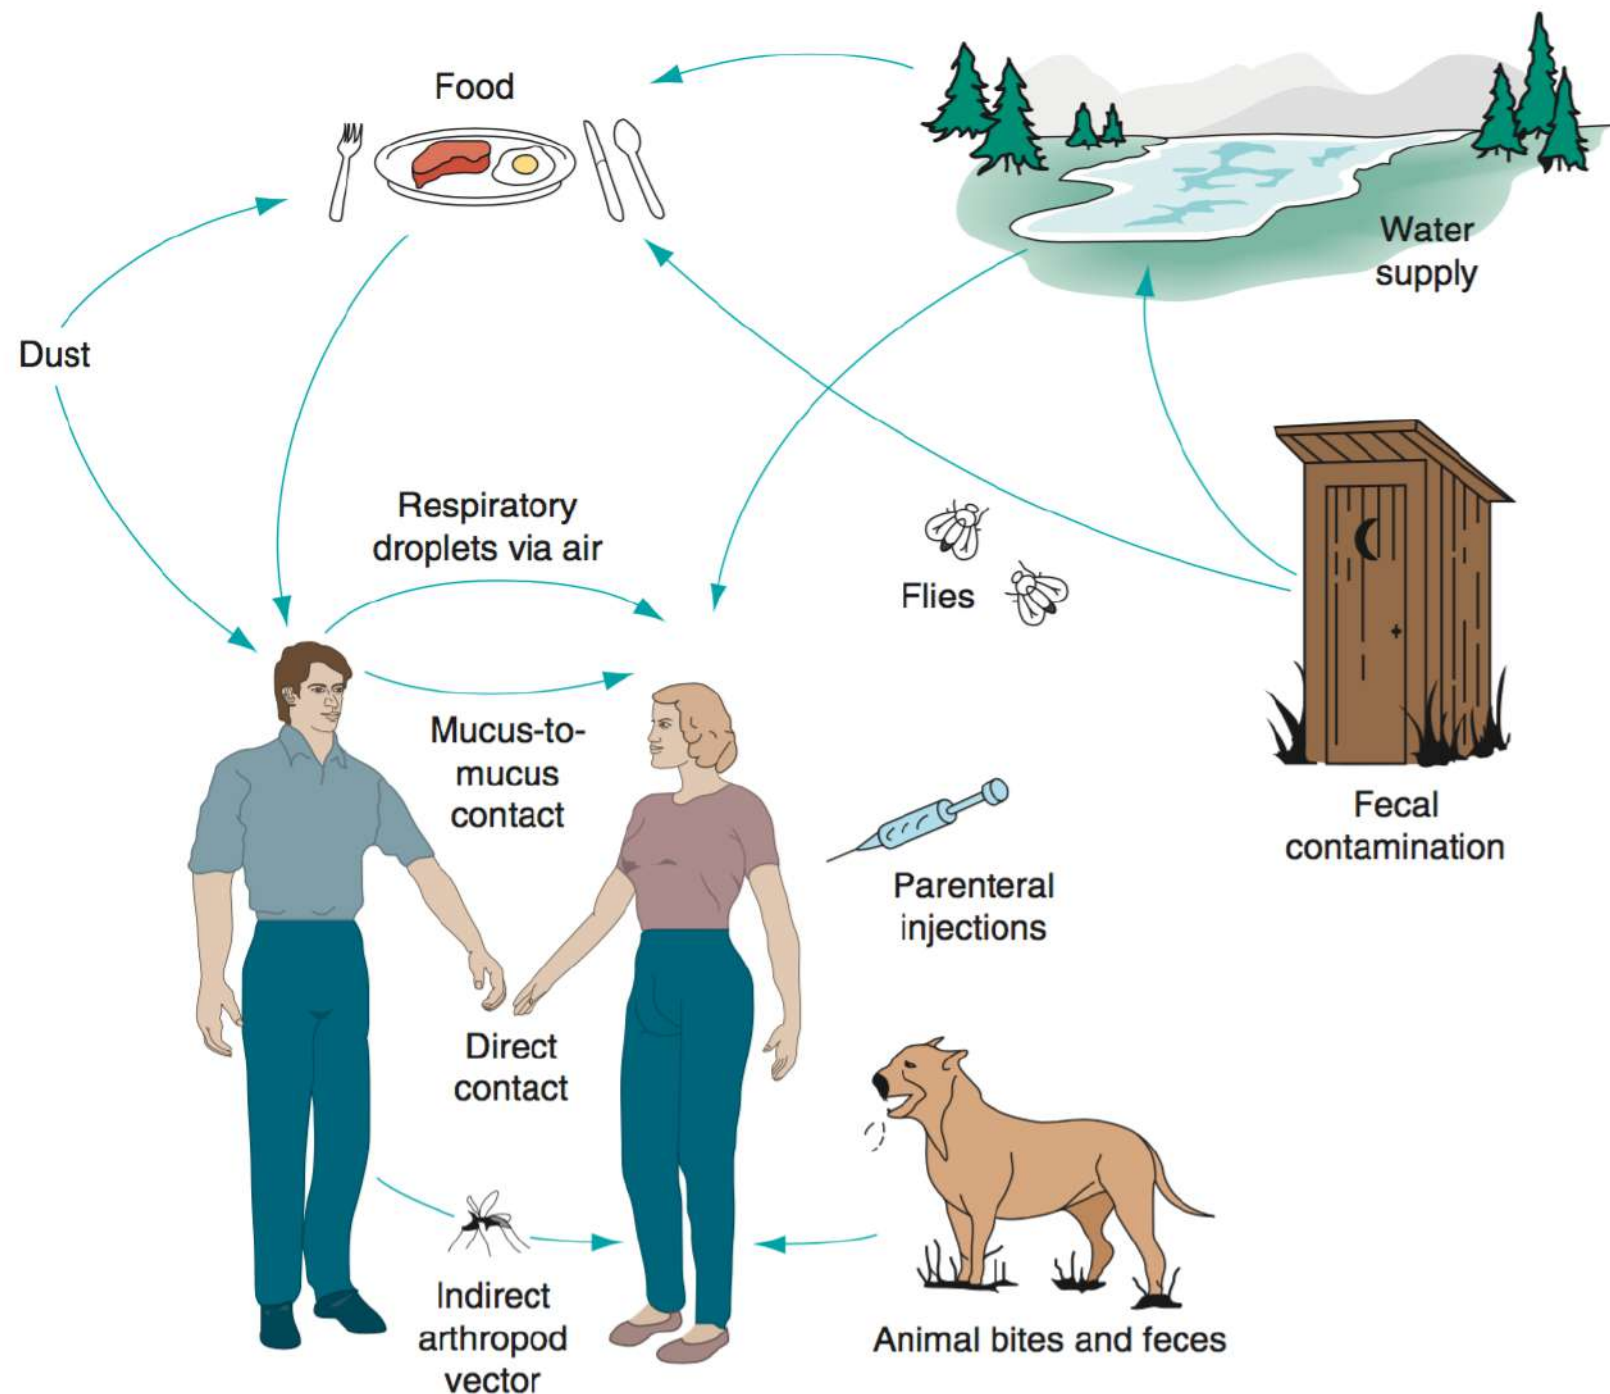 Food
Water
supply
Dust
Respiratory
droplets via air
Flies
Mucus-to-
mucus
contact
Fecal
contamination
Parenteral
injections
Direct
contact
Indirect
arthropod
vector
Animal bites and feces